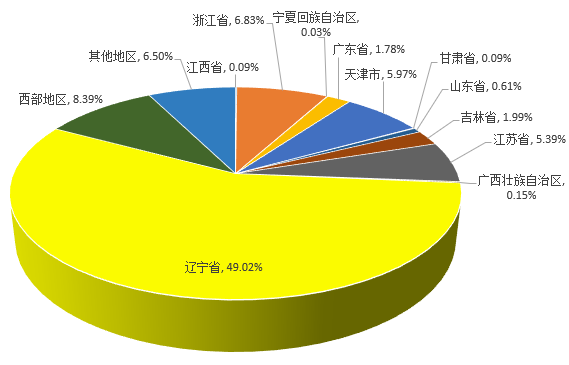 浙江省, 6.83%
宁夏回族自治区,
0.03%
广东省, 1.78%
天津市, 5.97%
甘肃省, 0.09%
山东省, 0.61%
吉林省, 1.99%
江苏省, 5.39%
广西壮族自治区,
0.15%
辽宁省, 49.02%
西部地区, 8.39%
其他地区, 6.50%
江西省, 0.09%